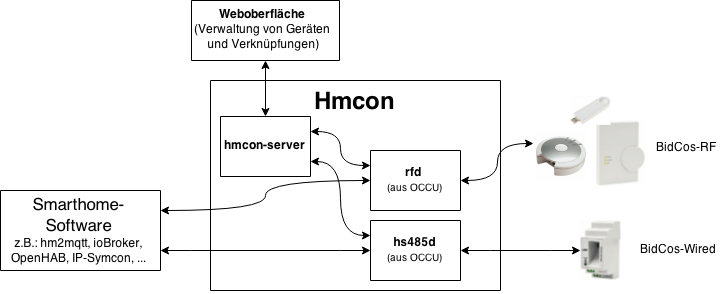 Weboberfläche
(Verwaltung von Geräten
und Verknüpfungen)
Hmcon
hmcon-server
rfd
(aus OCCU)
BidCos-RF
Smarthome-
Software
z.B.: hm2mqtt, ioBroker,
OpenHAB, IP-Symcon, ...
hs485d
(aus OCCU)
BidCos-Wired